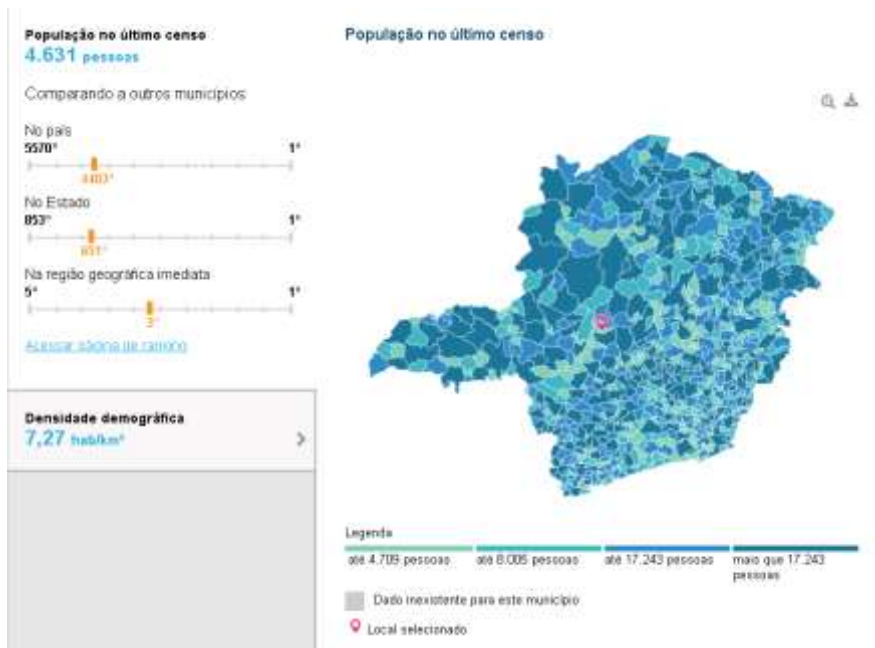 População no último censo
4.631 pessoas
Comparando a outros municípios
No país
5570° 1°
4403°
No Estado
853° 1°
651°
Na região geográfica imediata
5° 1°
3°
Acessar página de ranking
Densidade demográfica
7,27 hab/km²
População no último censo
Legenda
até 4.709 pessoas
até 8.005 pessoas
até 17.243 pessoas
mais que 17.243
pessoas
Dado inexistente para este município
Local selecionado